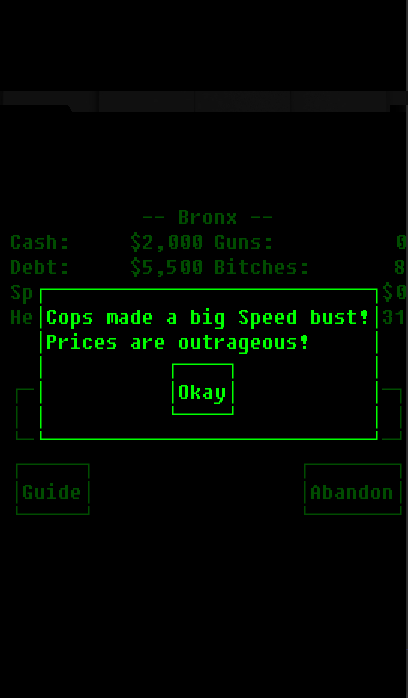 -- Bronx --
Cash: $2,000 Guns: 0
Debt: $5,500 Bitches: 8
Sp $0
He 31
Cops made a big Speed bust!
Prices are outrageous!
Okay
Guide Abandon